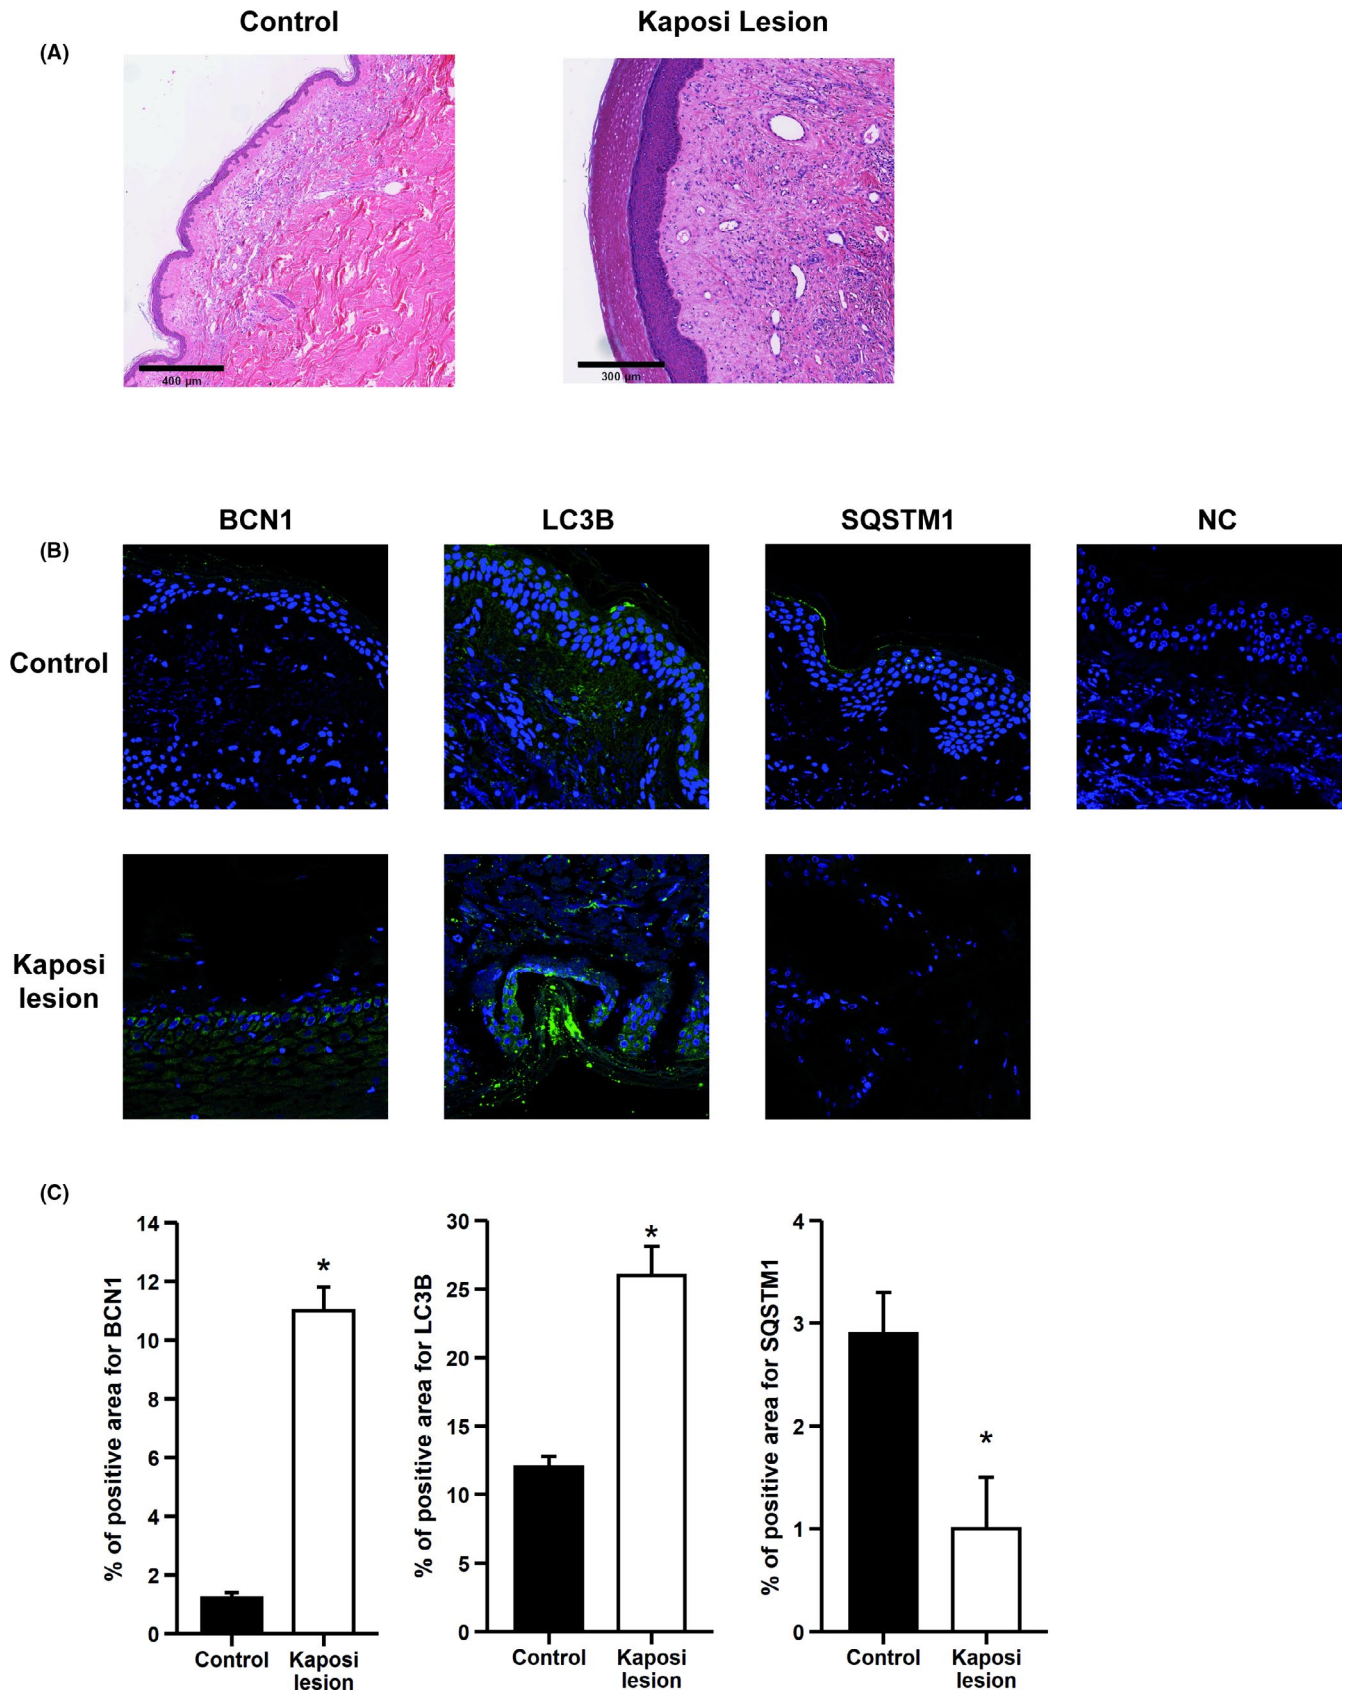 Control
Kaposi Lesion
(A)
400 µm
300 µm
BCN1
LC3B
SQSTM1
NC
(B)
Control
Kaposi
lesion
(C)
% of positive area for BCN1
14
12
10
8
6
4
2
0
Control
Kaposi
lesion
*
% of positive area for LC3B
30
25
20
15
10
5
0
Control
Kaposi
lesion
*
% of positive area for SQSTM1
4
3
2
1
0
Control
Kaposi
lesion
*